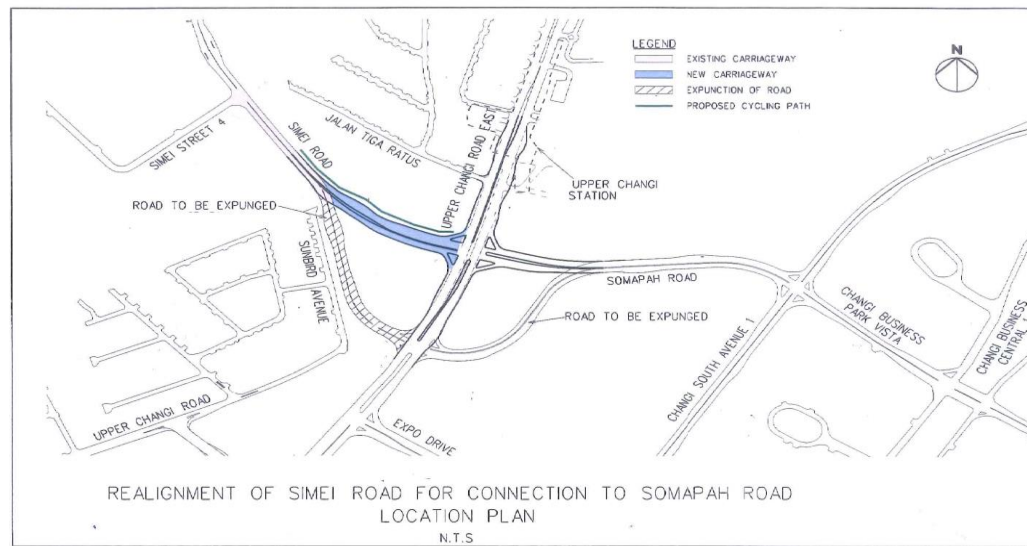 LEGEND
EXISTING CARRIAGEWAY
NEW CARRIAGEWAY
EXPUNCTION OF ROAD
PROPOSED CYCLING PATH
N
SIMEI STREET 4
SIMEI ROAD
JALAN TIGA RATUS
UPPER CHANGI ROAD EAST
UPPER CHANGI
STATION
ROAD TO BE EXPUNGED
SUNBIRD AVENUE
SOMAPAH ROAD
ROAD TO BE EXPUNGED
CHANGI BUSINESS
PARK VISTA
CHANGI BUSINESS
CENTRAL
CHANGI SOUTH AVENUE 1
UPPER CHANGI ROAD
EXPO DRIVE
REALIGNMENT OF SIMEI ROAD FOR CONNECTION TO SOMAPAH ROAD
LOCATION PLAN
N.T.S